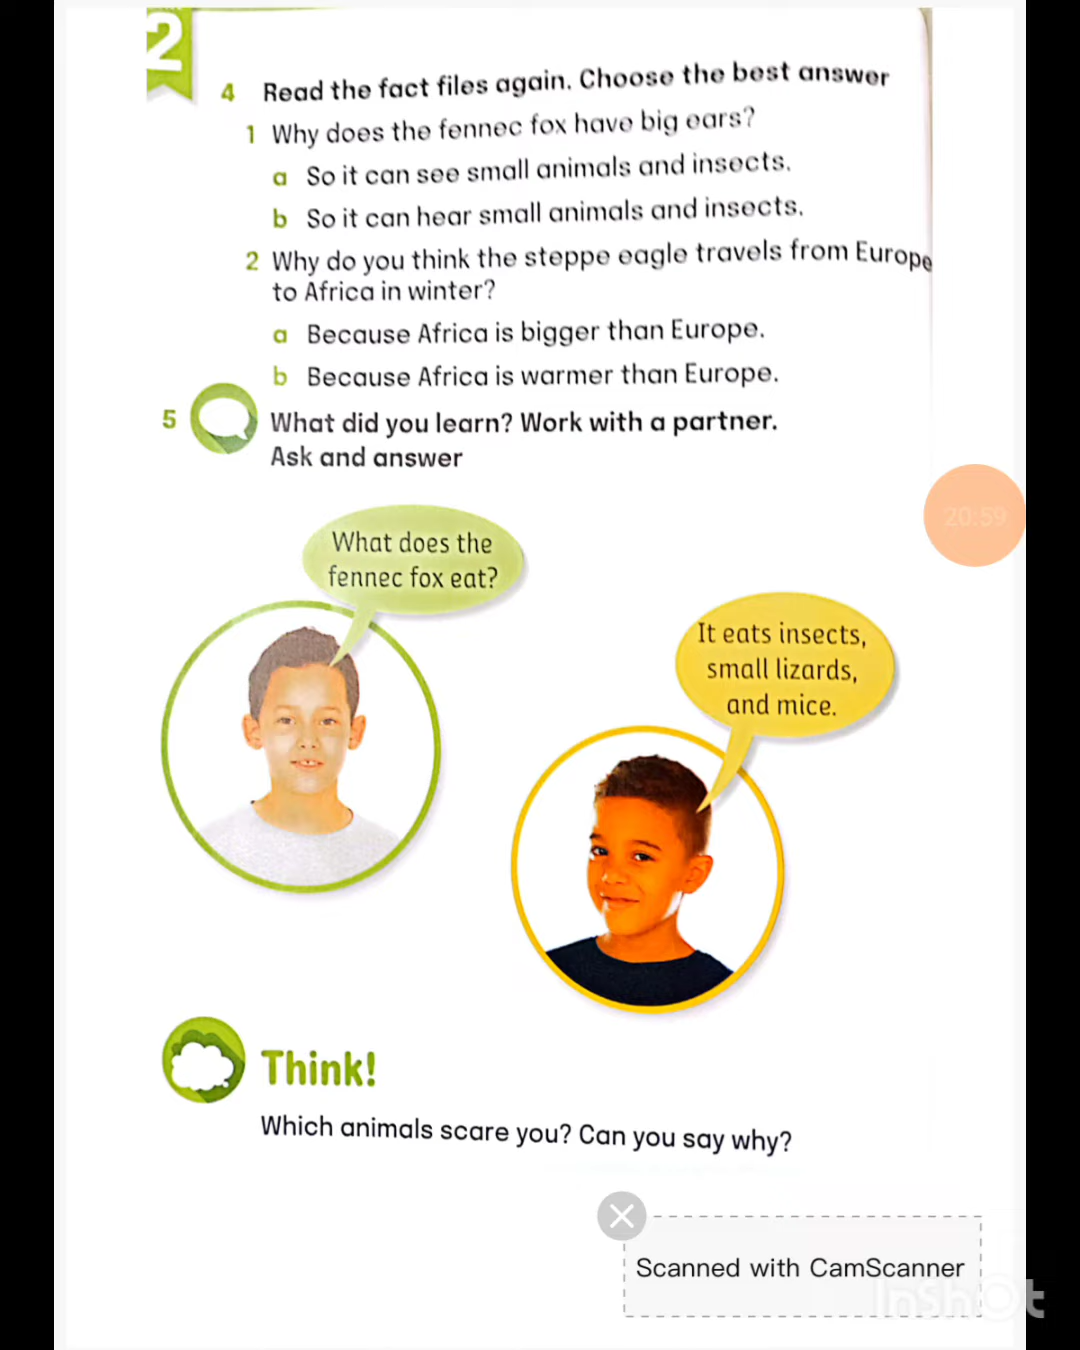 2
4 Read the fact files again. Choose the best answer
1 Why does the fennec fox have big ears?
a So it can see small animals and insects.
b So it can hear small animals and insects.
2 Why do you think the steppe eagle travels from Europe
to Africa in winter?
a Because Africa is bigger than Europe.
b Because Africa is warmer than Europe.
5 What did you learn? Work with a partner.
Ask and answer
20:59
What does the
fennec fox eat?
It eats insects,
small lizards,
and mice.
Think!
Which animals scare you? Can you say why?
Scanned with CamScanner
InShot